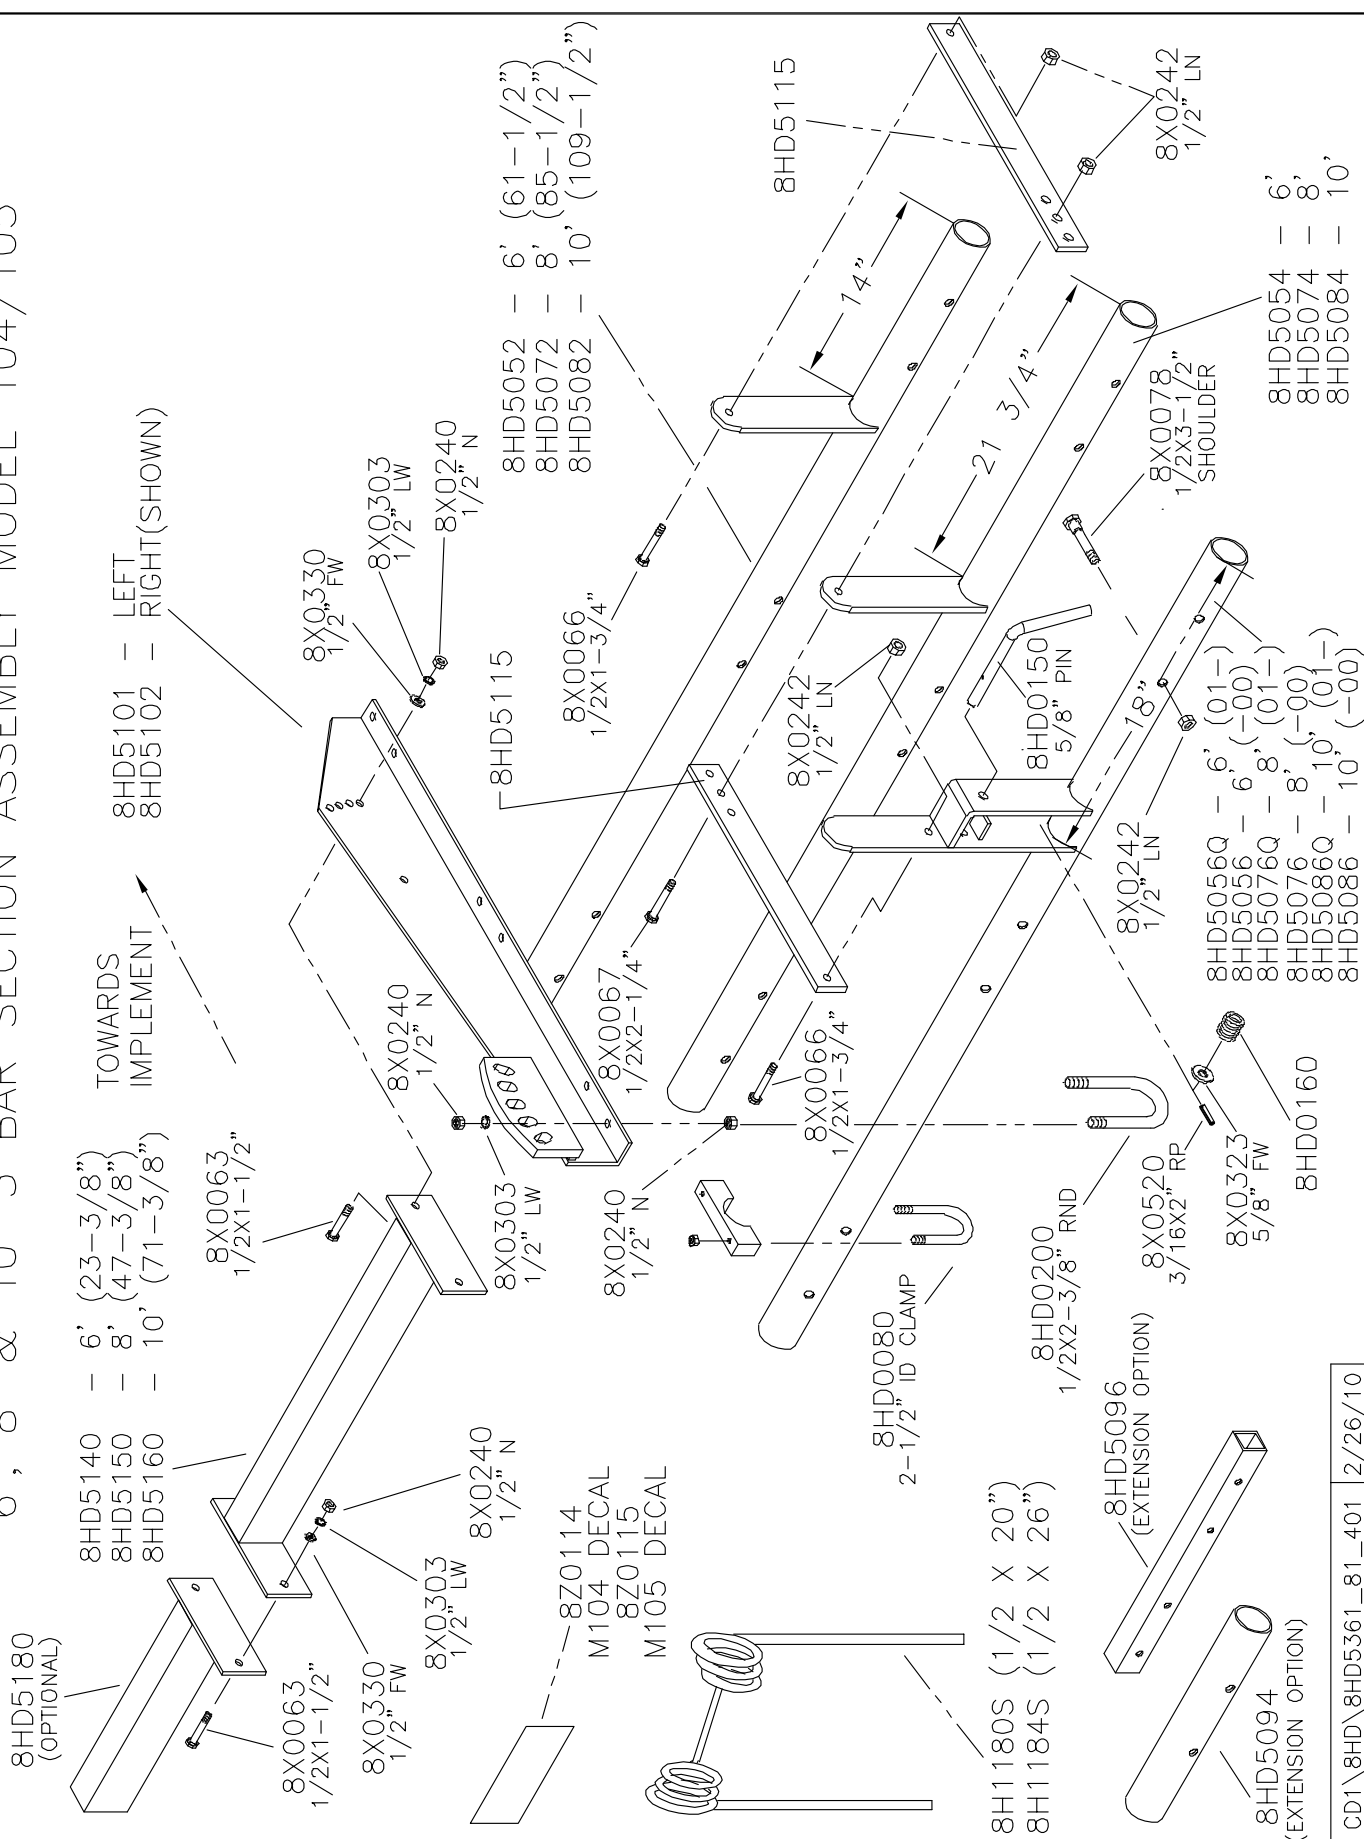 6', 8' & 10' 3 BAR SECTION ASSEMBLY MODEL 104/105
8HD5180
(OPTIONAL)
8HD5140 - 6' (23-3/8")
8HD5150 - 8' (47-3/8")
8HD5160 - 10' (71-3/8")
TOWARDS
IMPLEMENT
8HD5101 - LEFT
8HD5102 - RIGHT(SHOWN)
8X0063
1/2X1-1/2"
8X0330
1/2" FW
8X0303
1/2" LW
8X0240
1/2" N
8HD5052 - 6' (61-1/2")
8HD5072 - 8' (85-1/2")
8HD5082 - 10' (109-1/2")
8X0063
1/2X1-1/2"
8X0330
1/2" FW
8X0303
1/2" LW
8X0240
1/2" N
8X0240
1/2" N
8X0303
1/2" LW
8HD5115
8X0066
1/2X1-3/4"
8X0067
1/2X2-1/4"
8X0240
1/2" N
8HD5115
14"
21 3/4"
8X0242
1/2" LN
8X0242
1/2" LN
8X0066
1/2X1-3/4"
8HD0150
5/8" PIN
8X0078
1/2X3-1/2"
SHOULDER
8HD5054 - 6'
8HD5074 - 8'
8HD5084 - 10'
18"
8X0242
1/2" LN
8HD5056Q - 6' (01-)
8HD5056 - 6' (-00)
8HD5076Q - 8' (01-)
8HD5076 - 8' (-00)
8HD5086Q - 10' (01-)
8HD5086 - 10' (-00)
8Z0114
M104 DECAL
8Z0115
M105 DECAL
8HD0080
2-1/2" ID CLAMP
8HD0200
1/2X2-3/8" RND
8X0520
3/16X2" RP
8X0323
5/8" FW
8HD0160
8H1180S (1/2 X 20")
8H1184S (1/2 X 26")
8HD5096
(EXTENSION OPTION)
8HD5094
(EXTENSION OPTION)
CD1\8HD\8HD5361_81_401 2/26/10